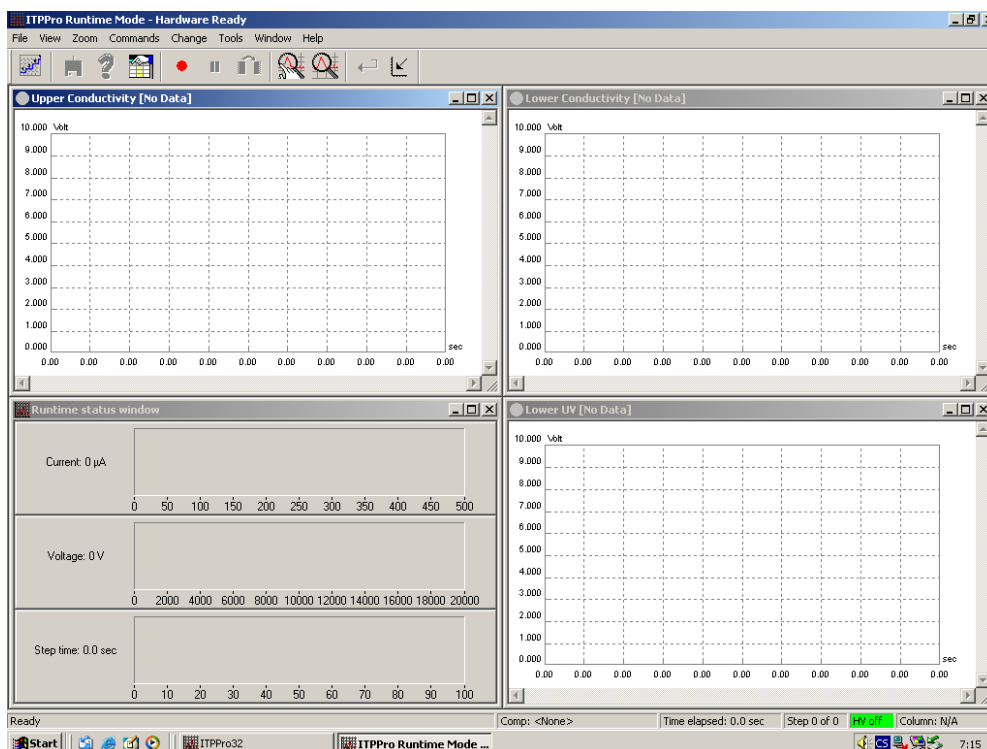 ITPPro Runtime Mode - Hardware Ready
File View Zoom Commands Change Tools Window Help
Upper Conductivity [No Data]
10.000 Volt
9.000
8.000
7.000
6.000
5.000
4.000
3.000
2.000
1.000
0.000
sec
0.00 0.00 0.00 0.00 0.00 0.00 0.00 0.00 0.00 0.00 0.00
Lower Conductivity [No Data]
10.000 Volt
9.000
8.000
7.000
6.000
5.000
4.000
3.000
2.000
1.000
0.000
sec
0.00 0.00 0.00 0.00 0.00 0.00 0.00 0.00 0.00 0.00 0.00
Runtime status window
Current: 0 µA
0 50 100 150 200 250 300 350 400 450 500
Voltage: 0 V
0 2000 4000 6000 8000 10000 12000 14000 16000 18000 20000
Step time: 0.0 sec
0 10 20 30 40 50 60 70 80 90 100
Lower UV [No Data]
10.000 Volt
9.000
8.000
7.000
6.000
5.000
4.000
3.000
2.000
1.000
0.000
sec
0.00 0.00 0.00 0.00 0.00 0.00 0.00 0.00 0.00 0.00 0.00
Ready Comp: <None> Time elapsed: 0.0 sec Step 0 of 0 HV off Column: N/A
Start ITPPro32 ITPPro Runtime Mode ... CS 7:15